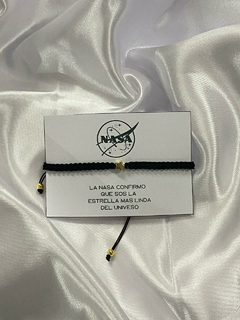 NASA
LA NASA CONFIRMO
QUE SOS LA
ESTRELLA MAS LINDA
DEL UNIVESO